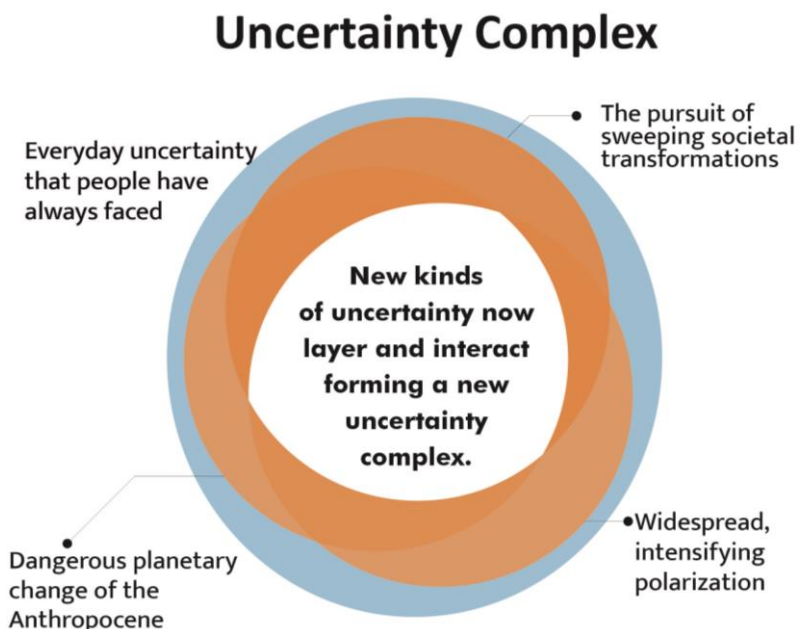 Uncertainty Complex
Everyday uncertainty
that people have
always faced
The pursuit of
sweeping societal
transformations
New kinds
of uncertainty now
layer and interact
forming a new
uncertainty
complex.
Dangerous planetary
change of the
Anthropocene
Widespread,
intensifying
polarization